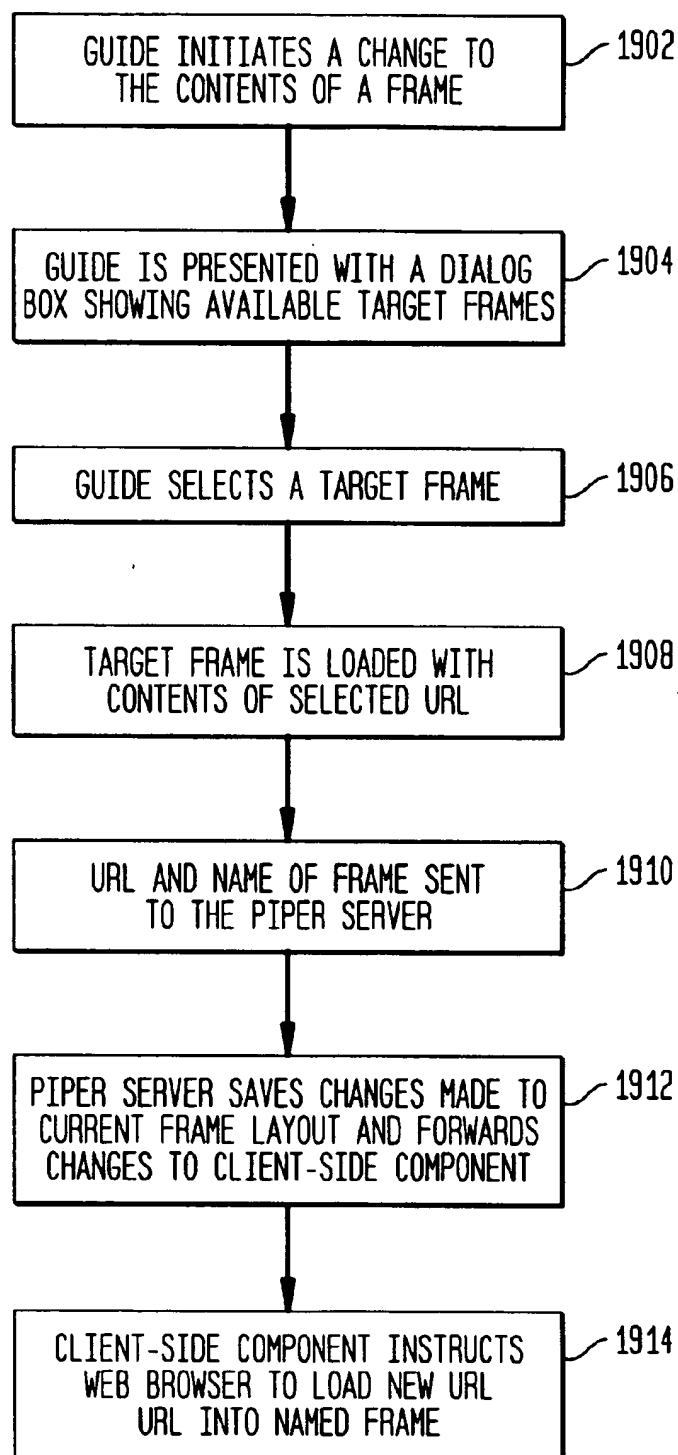 GUIDE INITIATES A CHANGE TO
THE CONTENTS OF A FRAME
1902
GUIDE IS PRESENTED WITH A DIALOG
BOX SHOWING AVAILABLE TARGET FRAMES
1904
GUIDE SELECTS A TARGET FRAME
1906
TARGET FRAME IS LOADED WITH
CONTENTS OF SELECTED URL
1908
URL AND NAME OF FRAME SENT
TO THE PIPER SERVER
1910
PIPER SERVER SAVES CHANGES MADE TO
CURRENT FRAME LAYOUT AND FORWARDS
CHANGES TO CLIENT-SIDE COMPONENT
1912
CLIENT-SIDE COMPONENT INSTRUCTS
WEB BROWSER TO LOAD NEW URL
URL INTO NAMED FRAME
1914